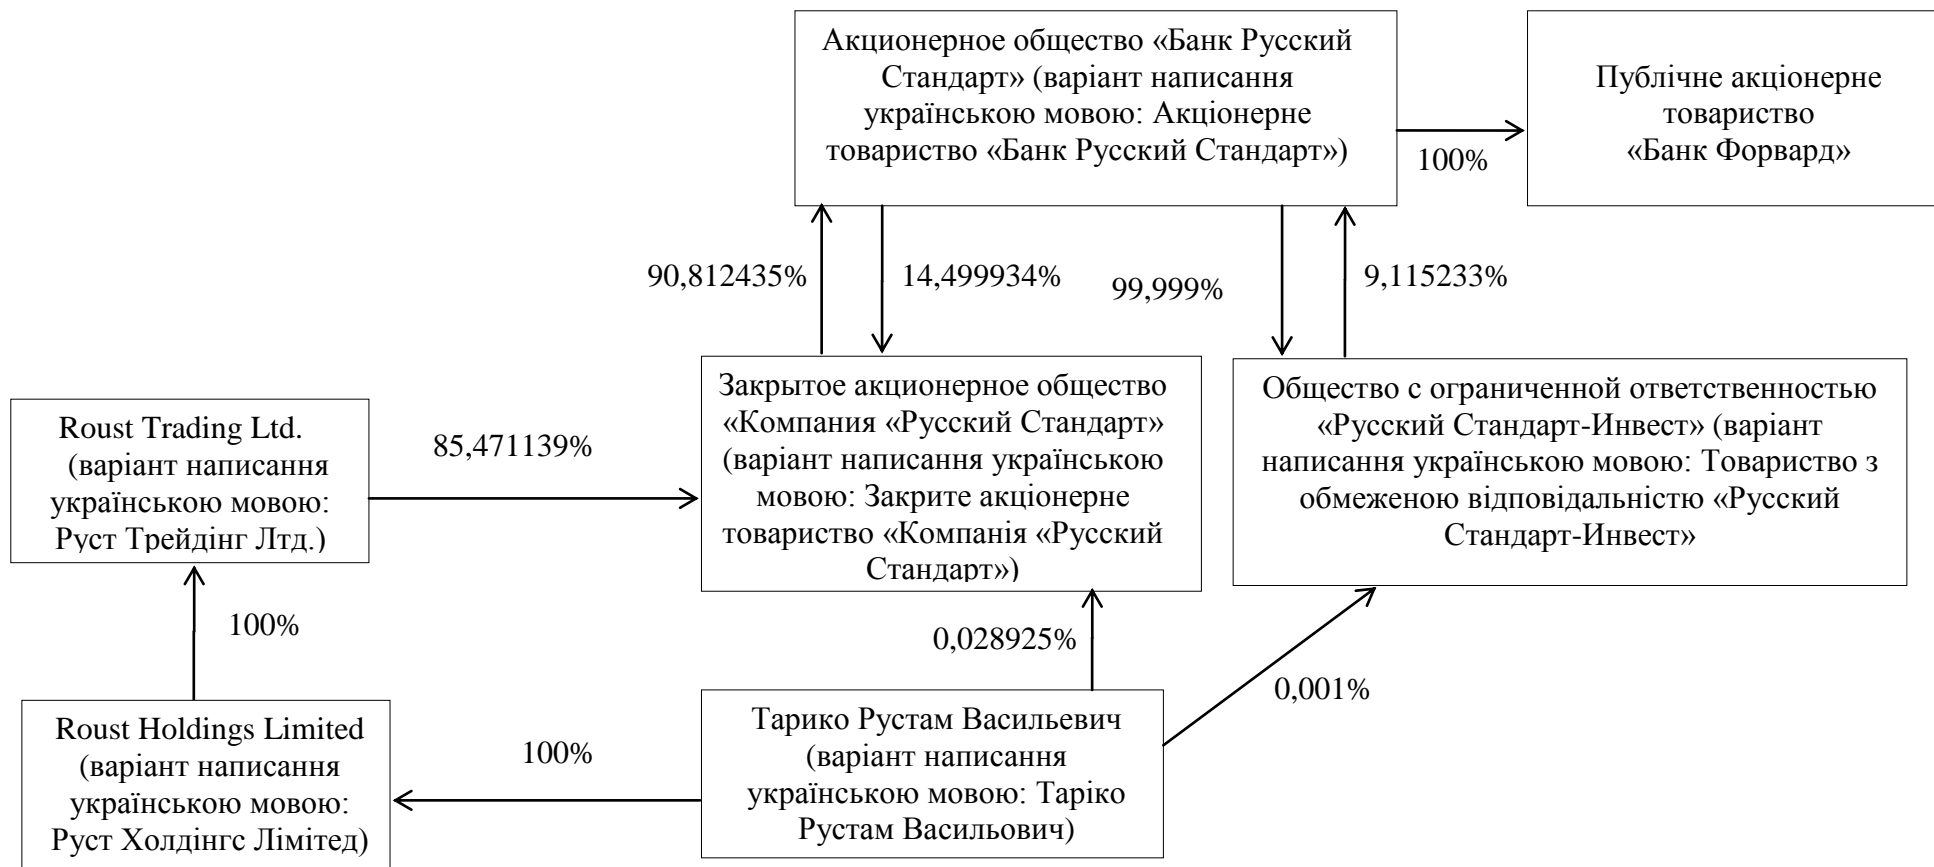 Акционерное общество «Банк Русский
Стандарт» (варіант написання
українською мовою: Акціонерне
товариство «Банк Русский Стандарт»)
Публічне акціонерне
товариство
«Банк Форвард»
100%
90,812435%
14,499934%
99,999%
9,115233%
Roust Trading Ltd.
(варіант написання
українською мовою:
Руст Трейдінг Лтд.)
85,471139%
Закрытое акционерное общество
«Компания «Русский Стандарт»
(варіант написання українською
мовою: Закрите акціонерне
товариство «Компанія «Русский
Стандарт»)
Общество с ограниченной ответственностью
«Русский Стандарт-Инвест» (варіант
написання українською мовою: Товариство з
обмеженою відповідальністю «Русский
Стандарт-Инвест»
100%
0,028925%
0,001%
Roust Holdings Limited
(варіант написання
українською мовою:
Руст Холдінгс Лімітед)
100%
Тарико Рустам Васильевич
(варіант написання
українською мовою: Таріко
Рустам Васильович)